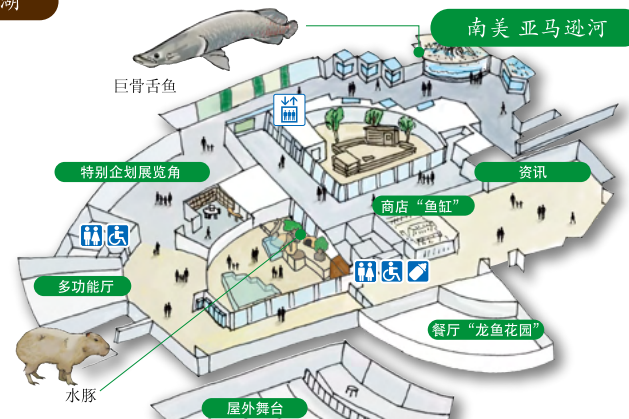 湖
南美 亚马逊河
巨骨舌鱼
特别企划展览角
资讯
商店“鱼缸”
多功能厅
餐厅“龙鱼花园”
水豚
屋外舞台